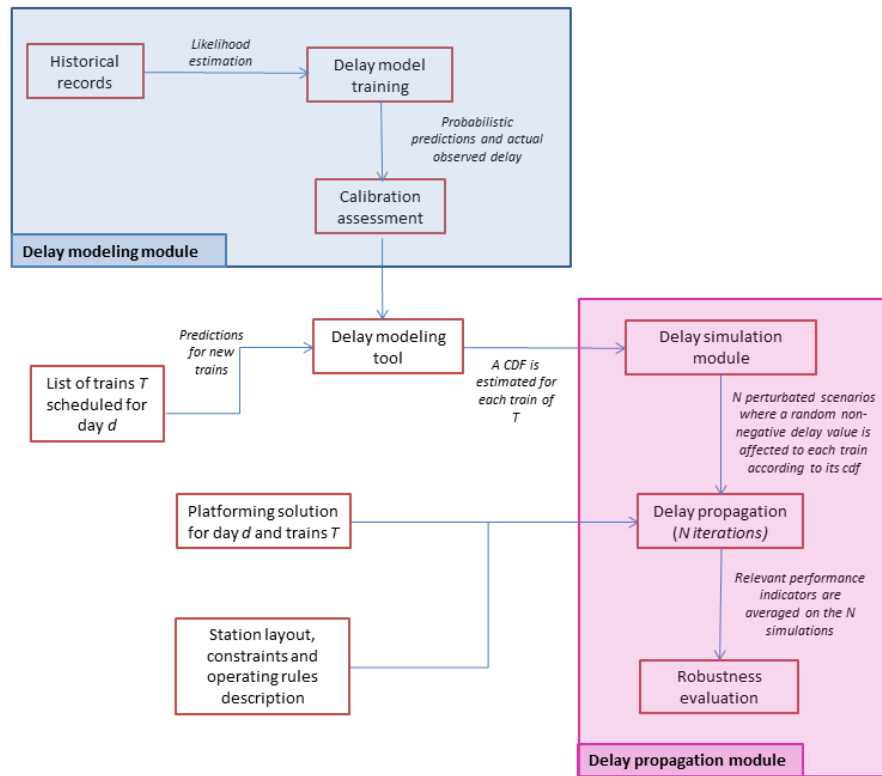 Historical
records
Likelihood
estimation
Delay model
training
Probabilistic
predictions and actual
observed delay
Calibration
assessment
Delay modeling module
Predictions
for new
trains
Delay modeling
tool
A CDF is
estimated for
each train of
T
Delay simulation
module
List of trains T
scheduled for
day d
N perturbated scenarios
where a random non-
negative delay value is
affected to each train
according to its cdf
Platforming solution
for day d and trains T
Delay propagation
(N iterations)
Relevant performance
indicators are
averaged on the N
simulations
Station layout,
constraints and
operating rules
description
Robustness
evaluation
Delay propagation module